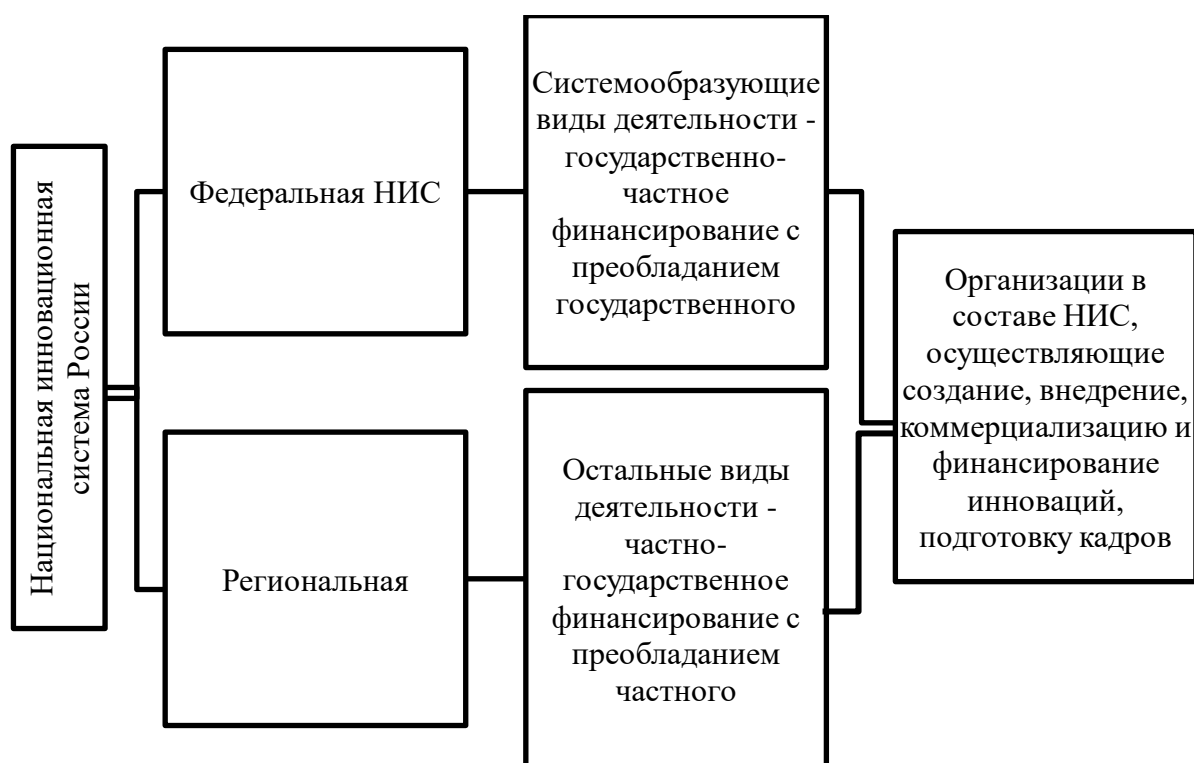 Национальная инновационная
система России
Федеральная НИС
Системообразующие
виды деятельности -
государственно-
частное
финансирование с
преобладанием
государственного
Региональная
Остальные виды
деятельности -
частно-
государственное
финансирование с
преобладанием
частного
Организации в
составе НИС,
осуществляющие
создание, внедрение,
коммерциализацию и
финансирование
инноваций,
подготовку кадров